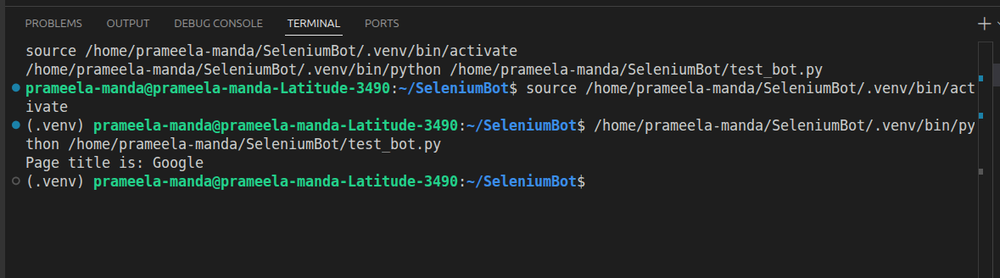 PROBLEMS OUTPUT DEBUG CONSOLE TERMINAL PORTS
source /home/prameela-manda/SeleniumBot/.venv/bin/activate
/home/prameela-manda/SeleniumBot/.venv/bin/python /home/prameela-manda/SeleniumBot/test_bot.py
prameela-manda@prameela-manda-Latitude-3490:~/SeleniumBot$ source /home/prameela-manda/SeleniumBot/.venv/bin/act
ivate
(.venv) prameela-manda@prameela-manda-Latitude-3490:~/SeleniumBot$ /home/prameela-manda/SeleniumBot/.venv/bin/py
thon /home/prameela-manda/SeleniumBot/test_bot.py
Page title is: Google
(.venv) prameela-manda@prameela-manda-Latitude-3490:~/SeleniumBot$